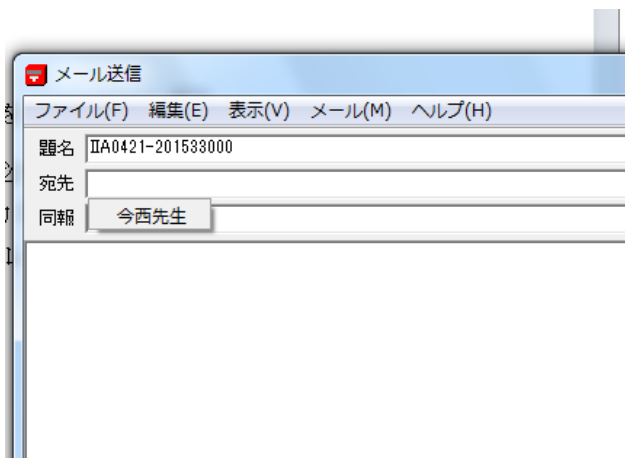 メール送信
ファイル(F) 編集(E) 表示(V) メール(M) ヘルプ(H)
題名 ⅡA0421-201533000
宛先
同報 今西先生